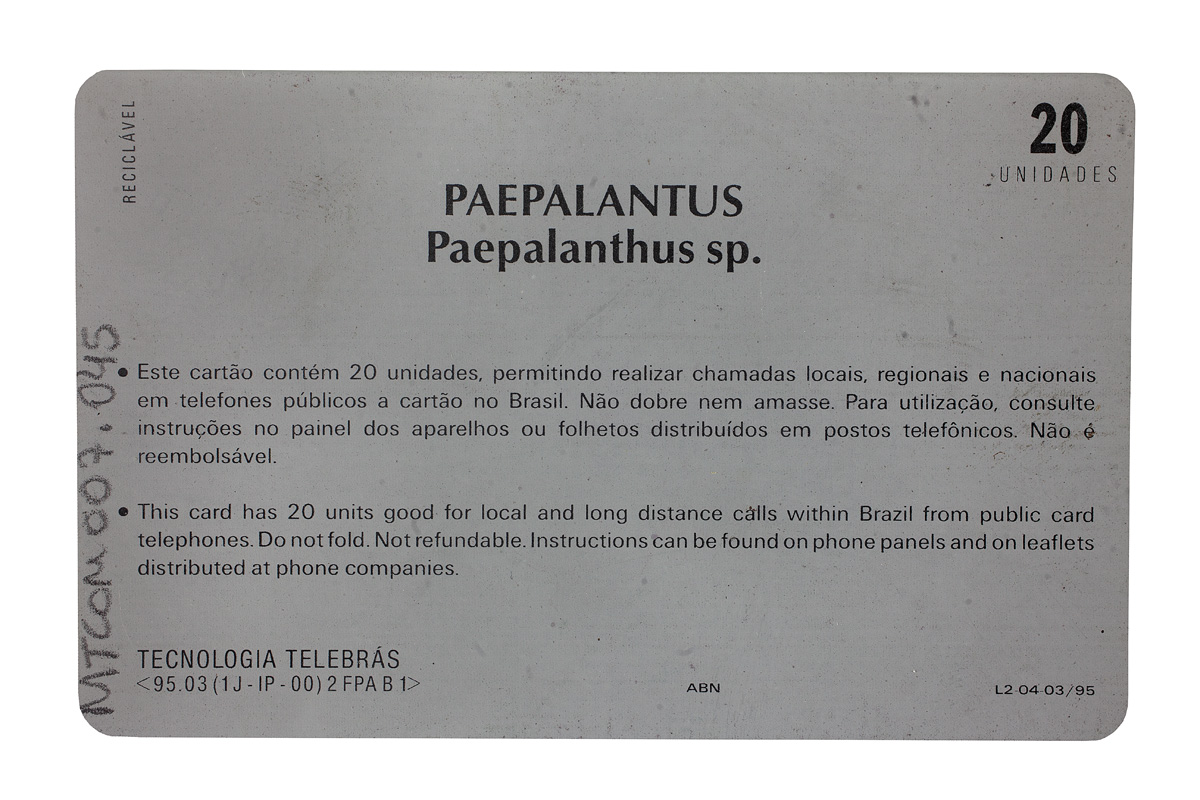 RECICLÁVEL
20
UNIDADES
PAEPALANTUS
Paepalanthus sp.
• Este cartão contém 20 unidades, permitindo realizar chamadas locais, regionais e nacionais
em telefones públicos a cartão no Brasil. Não dobre nem amasse. Para utilização, consulte
instruções no painel dos aparelhos ou folhetos distribuídos em postos telefônicos. Não é
reembolsável.
• This card has 20 units good for local and long distance calls within Brazil from public card
telephones. Do not fold. Not refundable. Instructions can be found on phone panels and on leaflets
distributed at phone companies.
TECNOLOGIA TELEBRÁS
<95.03 (1J - IP - 00) 2 FPA B 1>
ABN
L2-04-03/95
MTCOM 007.045